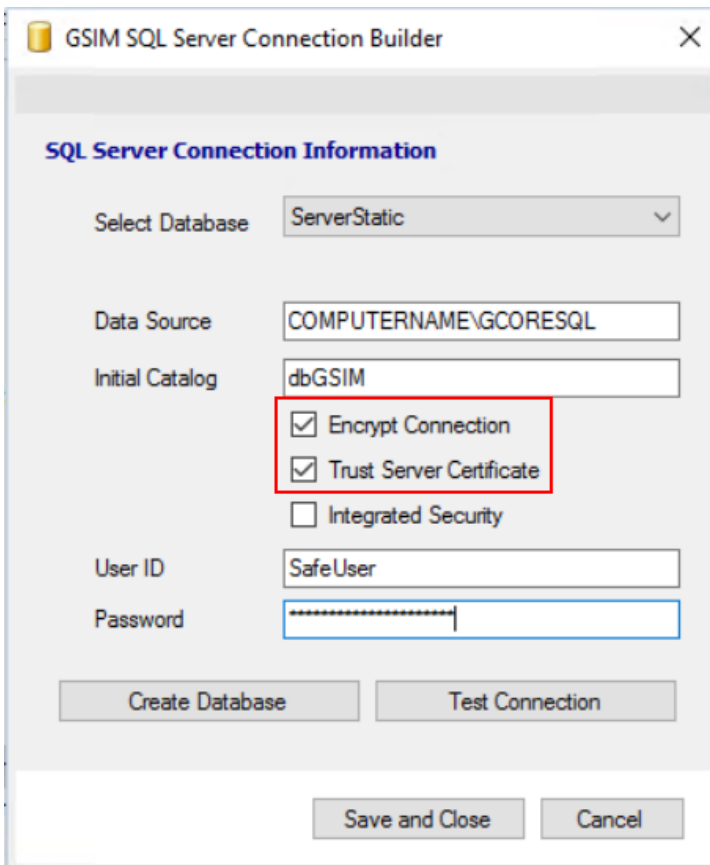 GSIM SQL Server Connection Builder
SQL Server Connection Information
Select Database ServerStatic
Data Source COMPUTERNAME\GCORESQL
Initial Catalog dbGSIM
Encrypt Connection
Trust Server Certificate
Integrated Security
User ID SafeUser
Password *********************
Create Database Test Connection
Save and Close Cancel